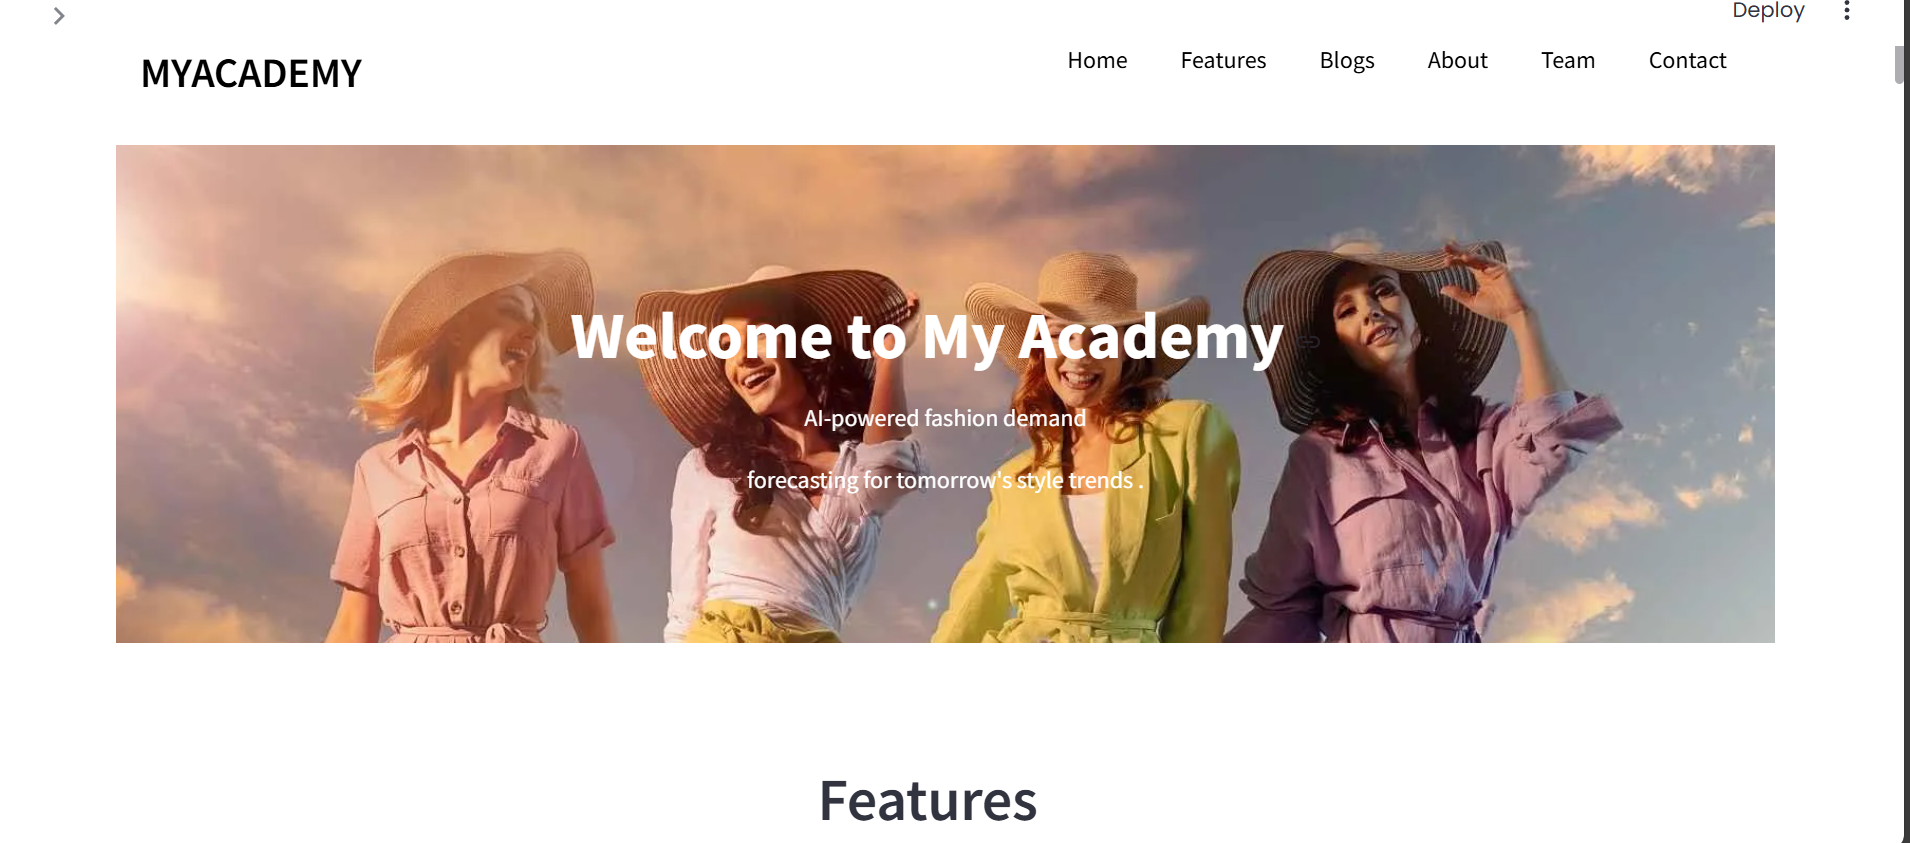 Deploy
MYACADEMY
Home Features Blogs About Team Contact
Welcome to My Academy
AI-powered fashion demand
forecasting for tomorrow's style trends .
Features